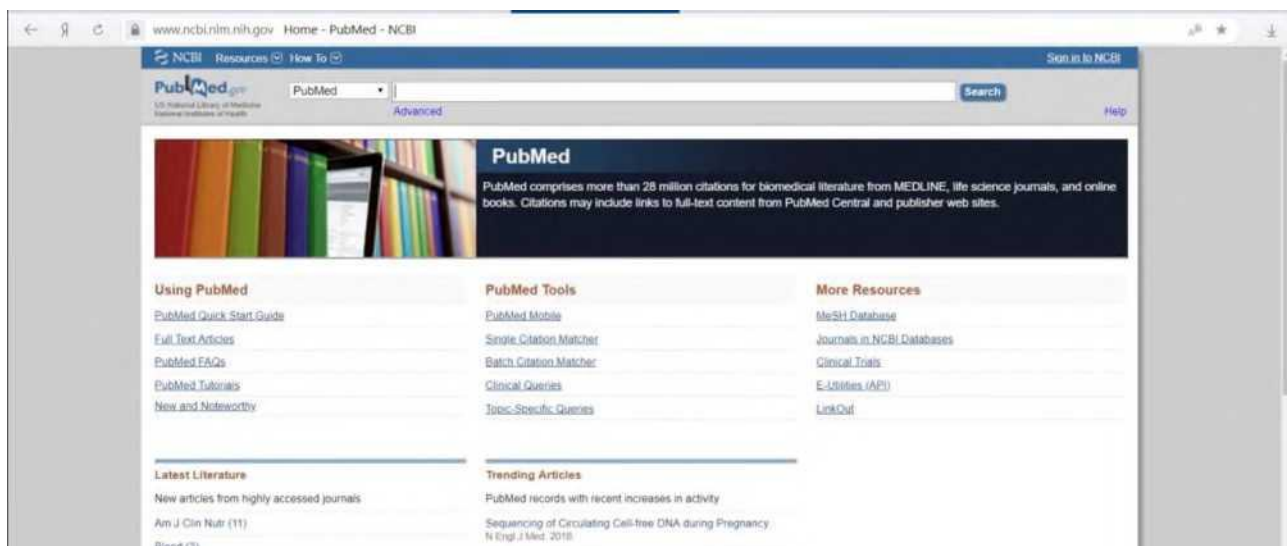 Я
www.ncbi.nlm.nih.gov Home - PubMed - NCBI
NCBI Resources How To
Sign in to NCBI
PubMed.gov
US National Library of Medicine
National Institutes of Health
PubMed
Search
Advanced
Help
PubMed
PubMed comprises more than 28 million citations for biomedical literature from MEDLINE, life science journals, and online
books. Citations may include links to full-text content from PubMed Central and publisher web sites.
Using PubMed
PubMed Quick Start Guide
Full Text Articles
PubMed FAQs
PubMed Tutorials
New and Noteworthy
PubMed Tools
PubMed Mobile
Single Citation Matcher
Batch Citation Matcher
Clinical Queries
Topic-Specific Queries
More Resources
MeSH Database
Journals in NCBI Databases
Clinical Trials
E-Utilities (API)
LinkOut
Latest Literature
New articles from highly accessed journals
Am J Clin Nutr (11)
Trending Articles
PubMed records with recent increases in activity
Sequencing of Circulating Cell-free DNA during Pregnancy.
N Engl J Med. 2018.